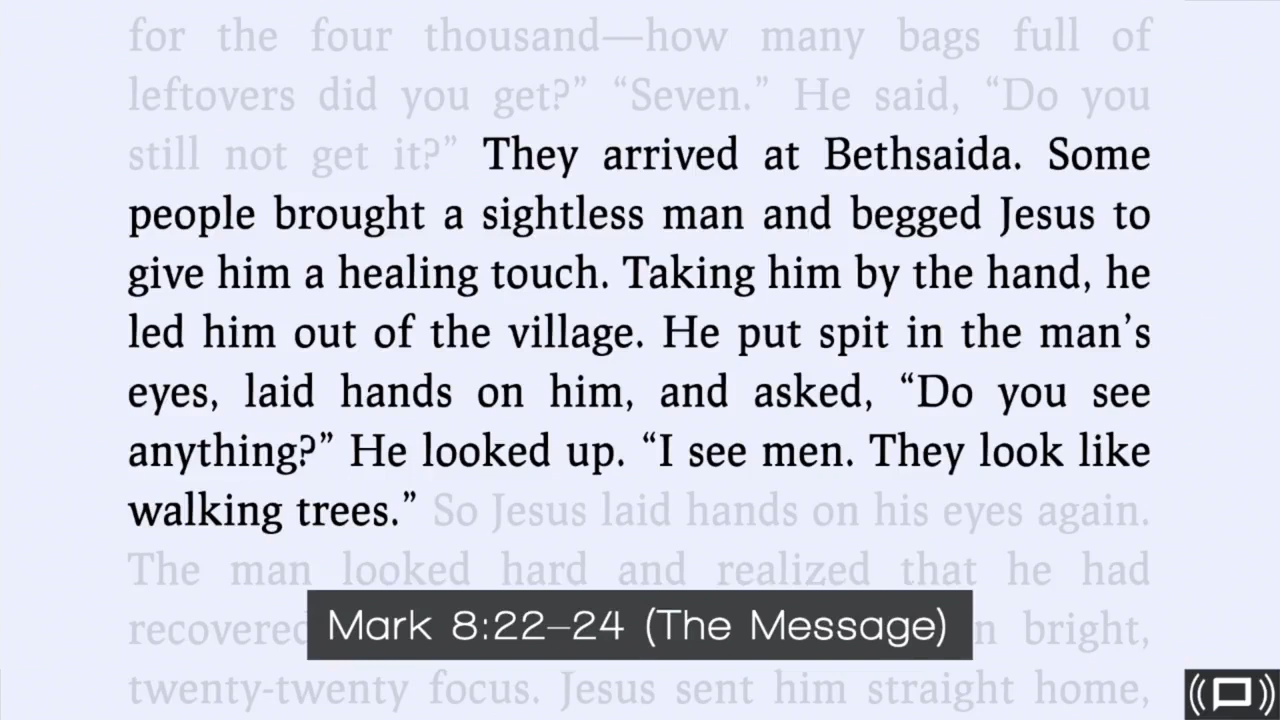 for the four thousand—how many bags full of
leftovers did you get?” “Seven.” He said, “Do you
still not get it?” They arrived at Bethsaida. Some
people brought a sightless man and begged Jesus to
give him a healing touch. Taking him by the hand, he
led him out of the village. He put spit in the man’s
eyes, laid hands on him, and asked, “Do you see
anything?” He looked up. “I see men. They look like
walking trees.” So Jesus laid hands on his eyes again.
The man looked hard and realized that he had
recovered bright,
Mark 8:22–24 (The Message)
twenty-twenty focus. Jesus sent him straight home,